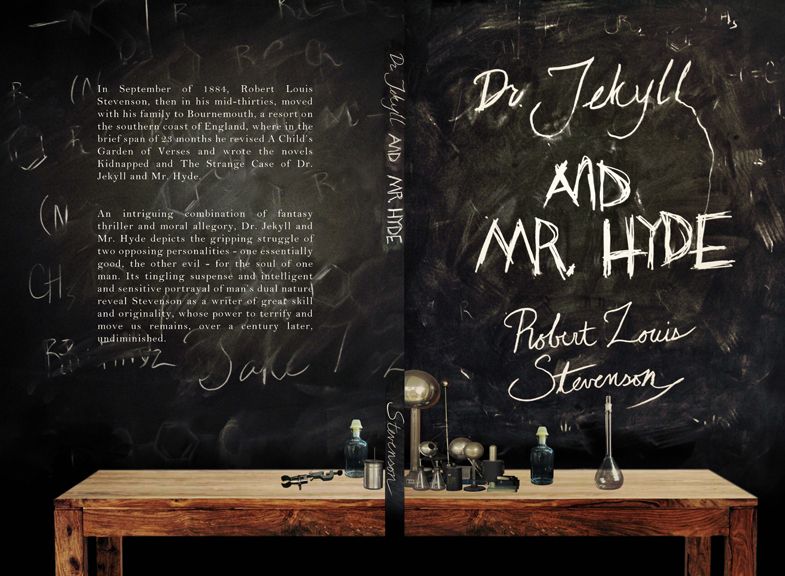 In September of 1884, Robert Louis
Stevenson, then in his mid-thirties, moved
with his family to Bournemouth, a resort on
the southern coast of England, where in the
brief span of 23 months he revised A Child's
Garden of Verses and wrote the novels
Kidnapped and The Strange Case of Dr.
Jekyll and Mr. Hyde.
An intriguing combination of fantasy
thriller and moral allegory, Dr. Jekyll and
Mr. Hyde depicts the gripping struggle of
two opposing personalities - one essentially
good, the other evil - for the soul of one
man. Its tingling suspense and intelligent
and sensitive portrayal of man's dual nature
reveal Stevenson as a writer of great skill
and originality, whose power to terrify and
move us remains, over a century later,
undiminished.
Dr. Jekyll AND MR. HYDE
Stevenson
Dr. Jekyll
AND
MR. HYDE
Robert Louis
Stevenson